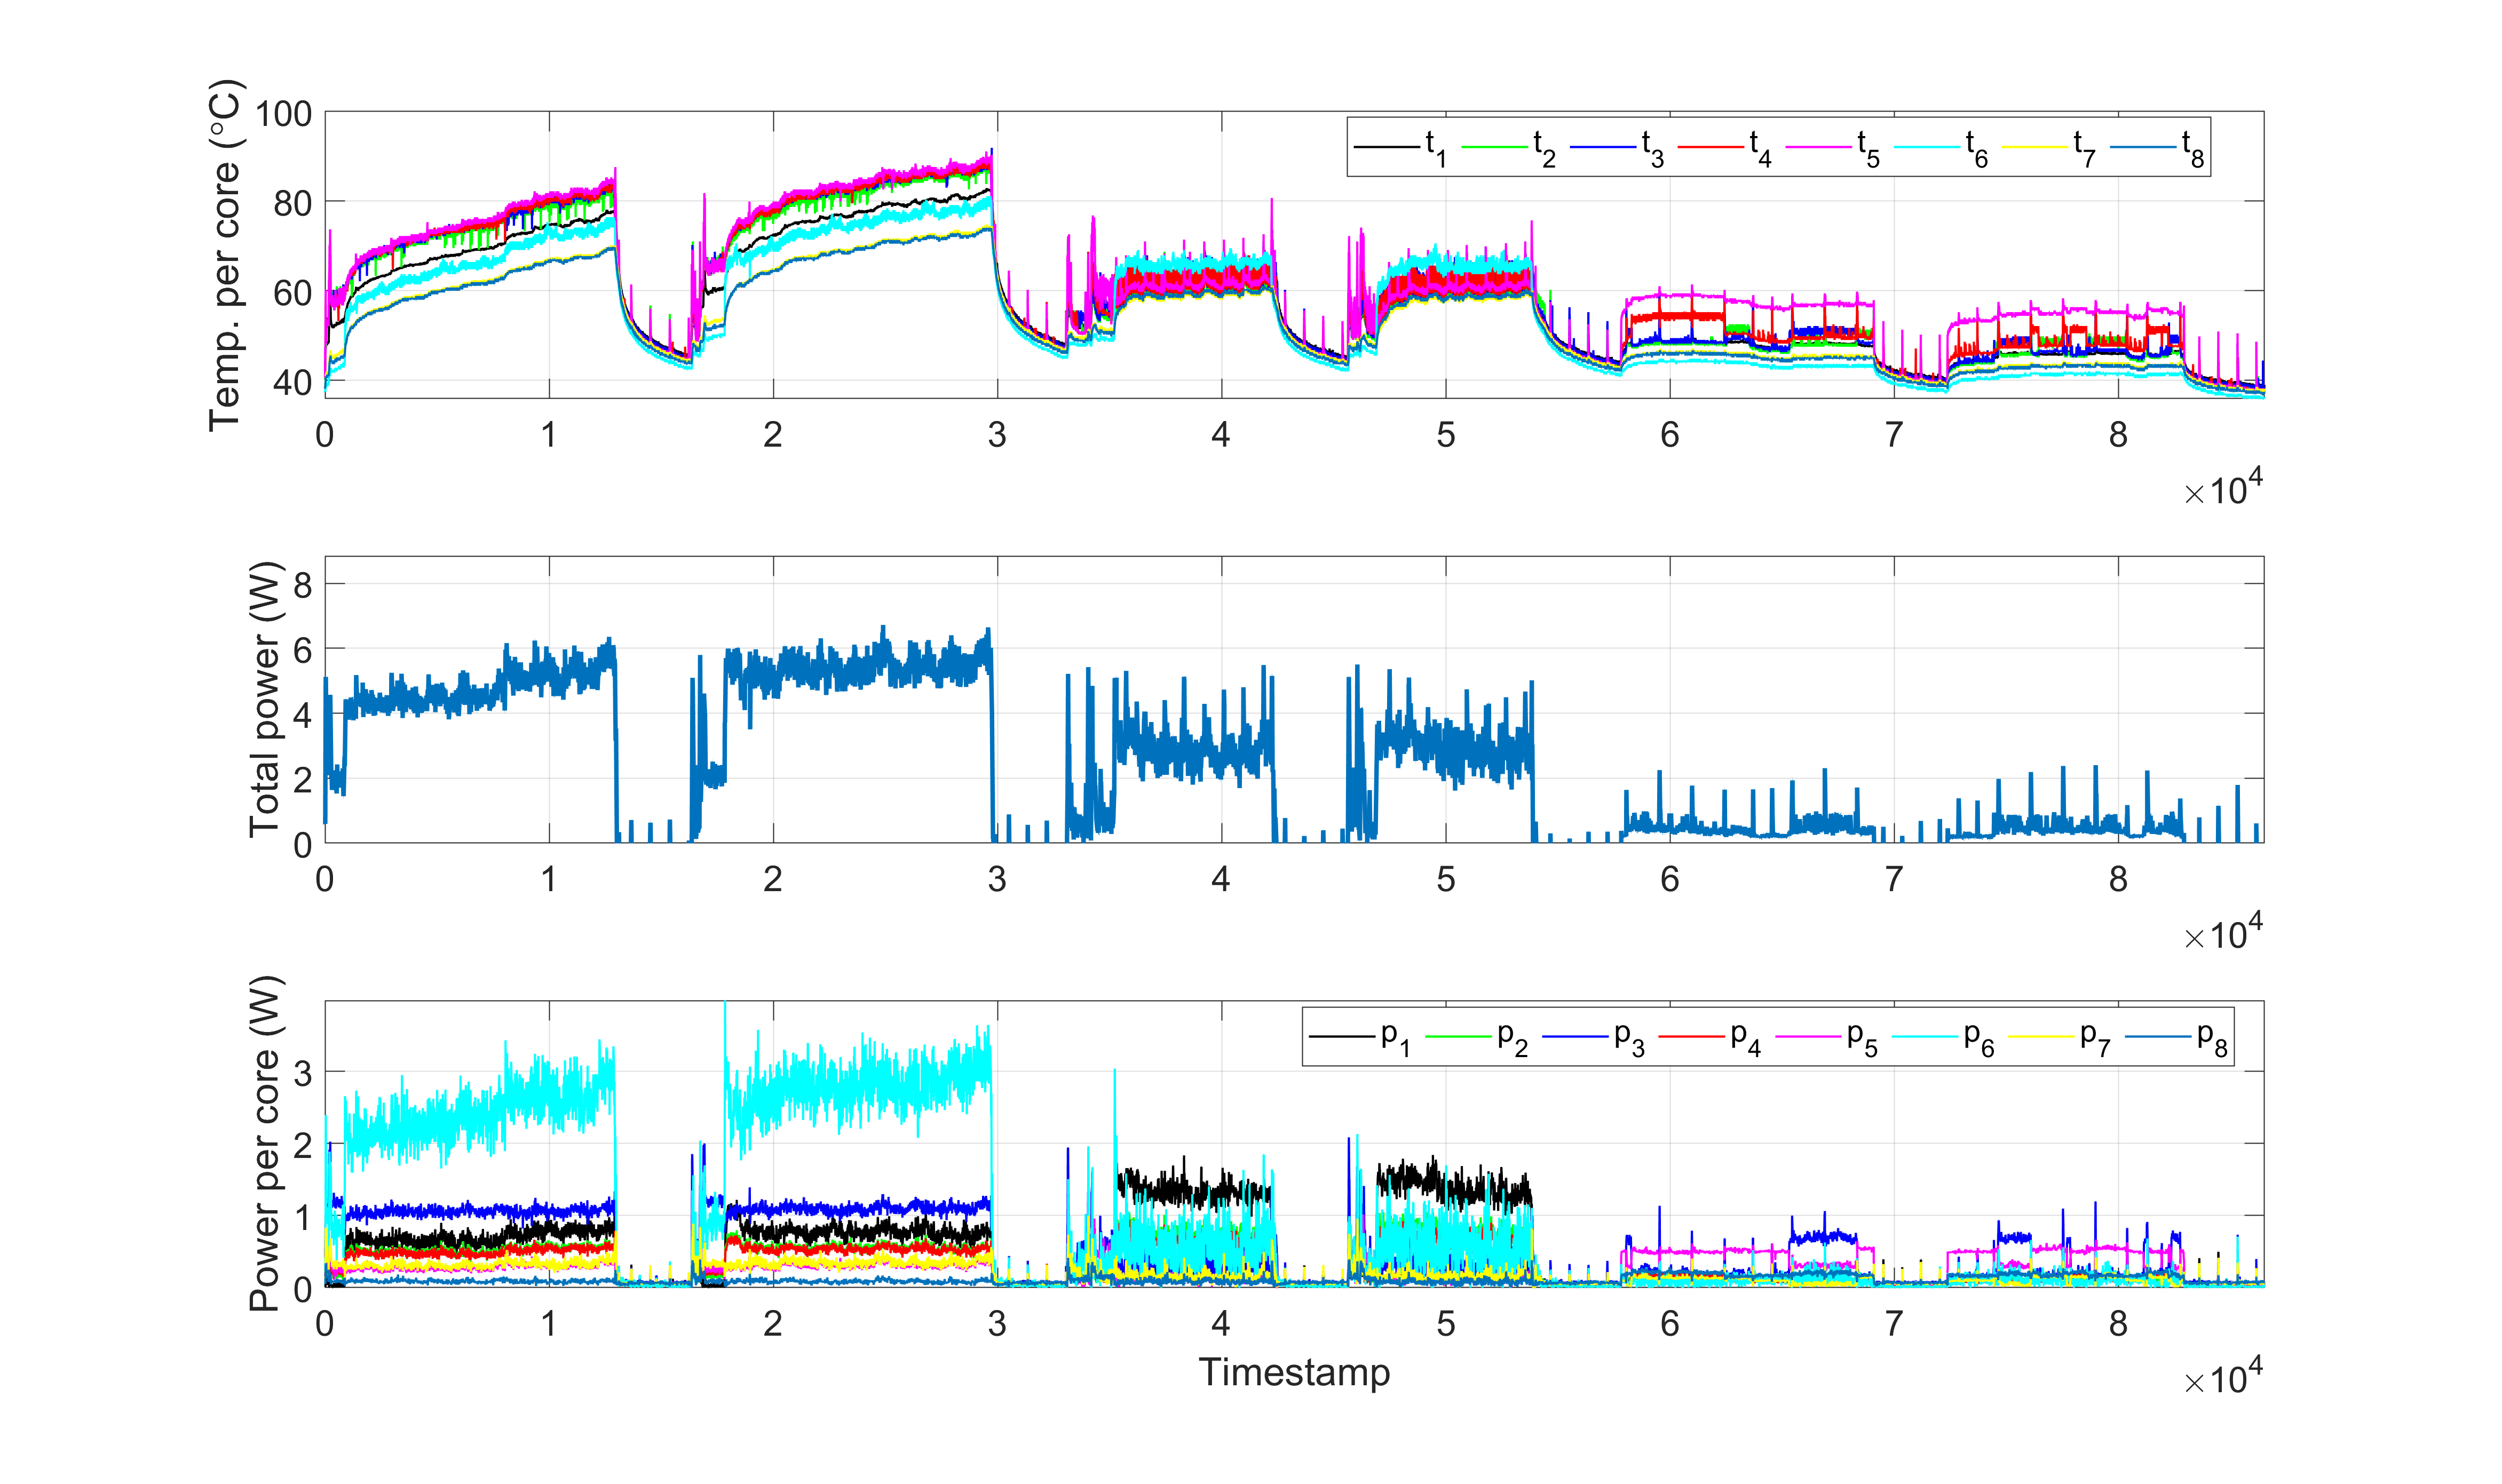 Temp. per core (°C)
100
80
60
40
t1 t2 t3 t4 t5 t6 t7 t8
0 1 2 3 4 5 6 7 8
×10^4
Total power (W)
8
6
4
2
0
0 1 2 3 4 5 6 7 8
×10^4
Power per core (W)
3
2
1
0
p1 p2 p3 p4 p5 p6 p7 p8
0 1 2 3 4 5 6 7 8
Timestamp
×10^4